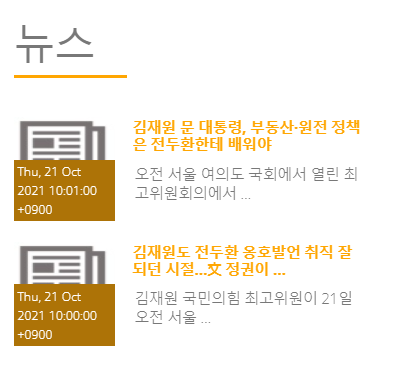 뉴스
Thu, 21 Oct
2021 10:01:00
+0900
김재원 문 대통령, 부동산·원전 정책
은 전두환한테 배워야
오전 서울 여의도 국회에서 열린 최
고위원회의에서 ...
Thu, 21 Oct
2021 10:00:00
+0900
김재원도 전두환 옹호발언 취직 잘
되던 시절...文 정권이 ...
김재원 국민의힘 최고위원이 21일
오전 서울 ...